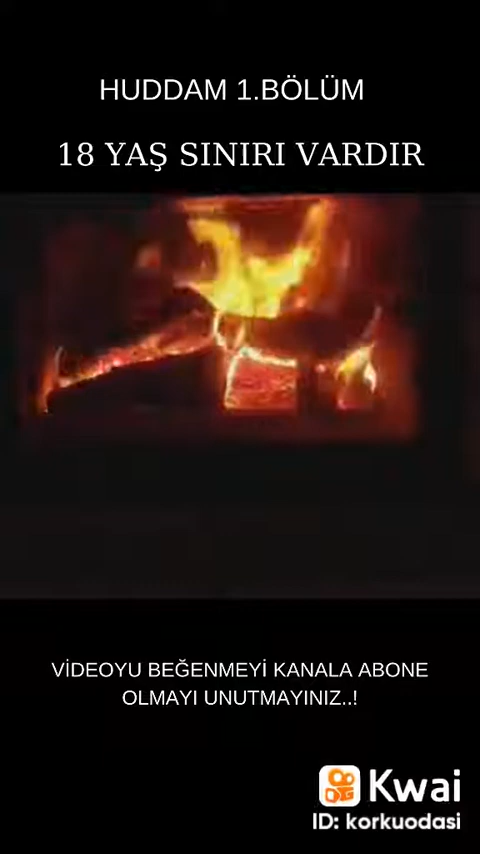 HUDDAM 1.BÖLÜM
18 YAŞ SINIRI VARDIR
VİDEOYU BEĞENMEYİ KANALA ABONE
OLMAYI UNUTMAYINIZ..!
Kwai
ID: korkuodasi